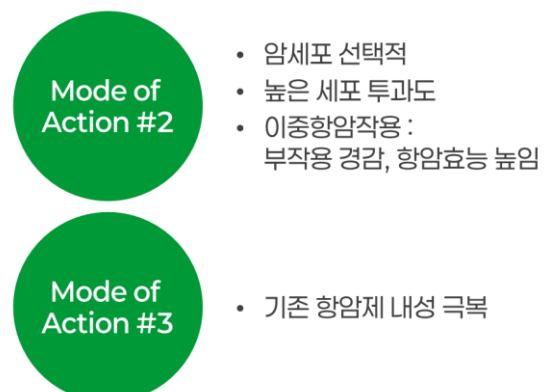 Mode of
Action #2
• 암세포 선택적
• 높은 세포 투과도
• 이중항암작용 :
부작용 경감, 항암효능 높임
Mode of
Action #3
• 기존 항암제 내성 극복